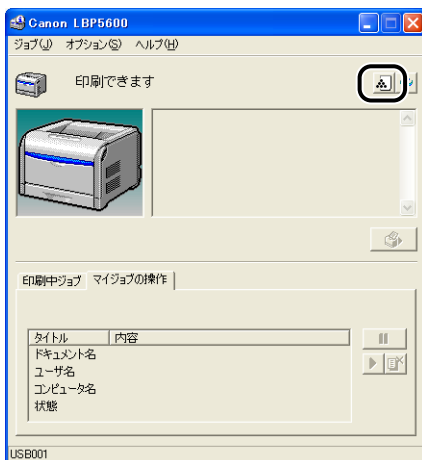 Canon LBP5600
ジョブ(J) オプション(S) ヘルプ(H)
印刷できます
印刷中ジョブ マイジョブの操作
タイトル 内容
ドキュメント名
ユーザ名
コンピュータ名
状態
USB001